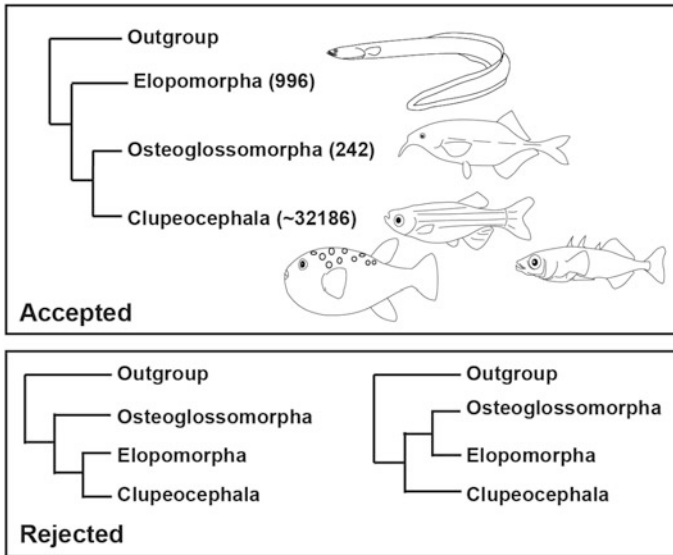 Outgroup
Elopomorpha (996)
Osteoglossomorpha (242)
Clupeocephala (~32186)
Accepted
Outgroup
Osteoglossomorpha
Elopomorpha
Clupeocephala
Outgroup
Osteoglossomorpha
Elopomorpha
Clupeocephala
Rejected